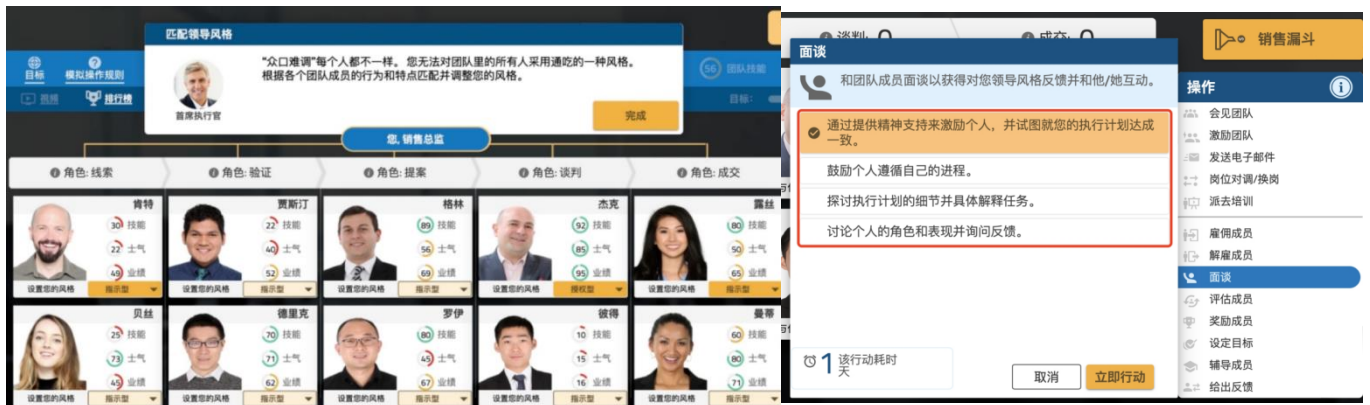 匹配领导风格
“众口难调”每个人都不一样。 您无法对团队里的所有人采用通吃的一种风格。
根据各个团队成员的行为和特点匹配并调整您的风格。
首席执行官
完成
目标
模拟操作规则
视频
排行榜
56 团队技能
目标:
您, 销售总监
角色: 线索
角色: 验证
角色: 提案
角色: 谈判
角色: 成交
肯特
30 技能
22 士气
49 业绩
设置您的风格 指示型
贾斯汀
22 技能
40 士气
52 业绩
设置您的风格 指示型
格林
89 技能
56 士气
69 业绩
设置您的风格 指示型
杰克
92 技能
85 士气
95 业绩
设置您的风格 授权型
露丝
80 技能
50 士气
65 业绩
设置您的风格 指示型
贝丝
25 技能
73 士气
45 业绩
设置您的风格 指示型
德里克
70 技能
71 士气
62 业绩
设置您的风格 指示型
罗伊
80 技能
45 士气
67 业绩
设置您的风格 指示型
彼得
10 技能
15 士气
16 业绩
设置您的风格 指示型
曼蒂
60 技能
80 士气
71 业绩
设置您的风格 指示型
面谈
和团队成员面谈以获得对您领导风格反馈并和他/她互动。
通过提供精神支持来激励个人，并试图就您的执行计划达成
一致。
鼓励个人遵循自己的进程。
探讨执行计划的细节并具体解释任务。
讨论个人的角色和表现并询问反馈。
1 该行动耗时
天
取消
立即行动
销售漏斗
操作
会见团队
激励团队
发送电子邮件
岗位对调/换岗
派去培训
雇佣成员
解雇成员
面谈
评估成员
奖励成员
设定目标
辅导成员
给出反馈